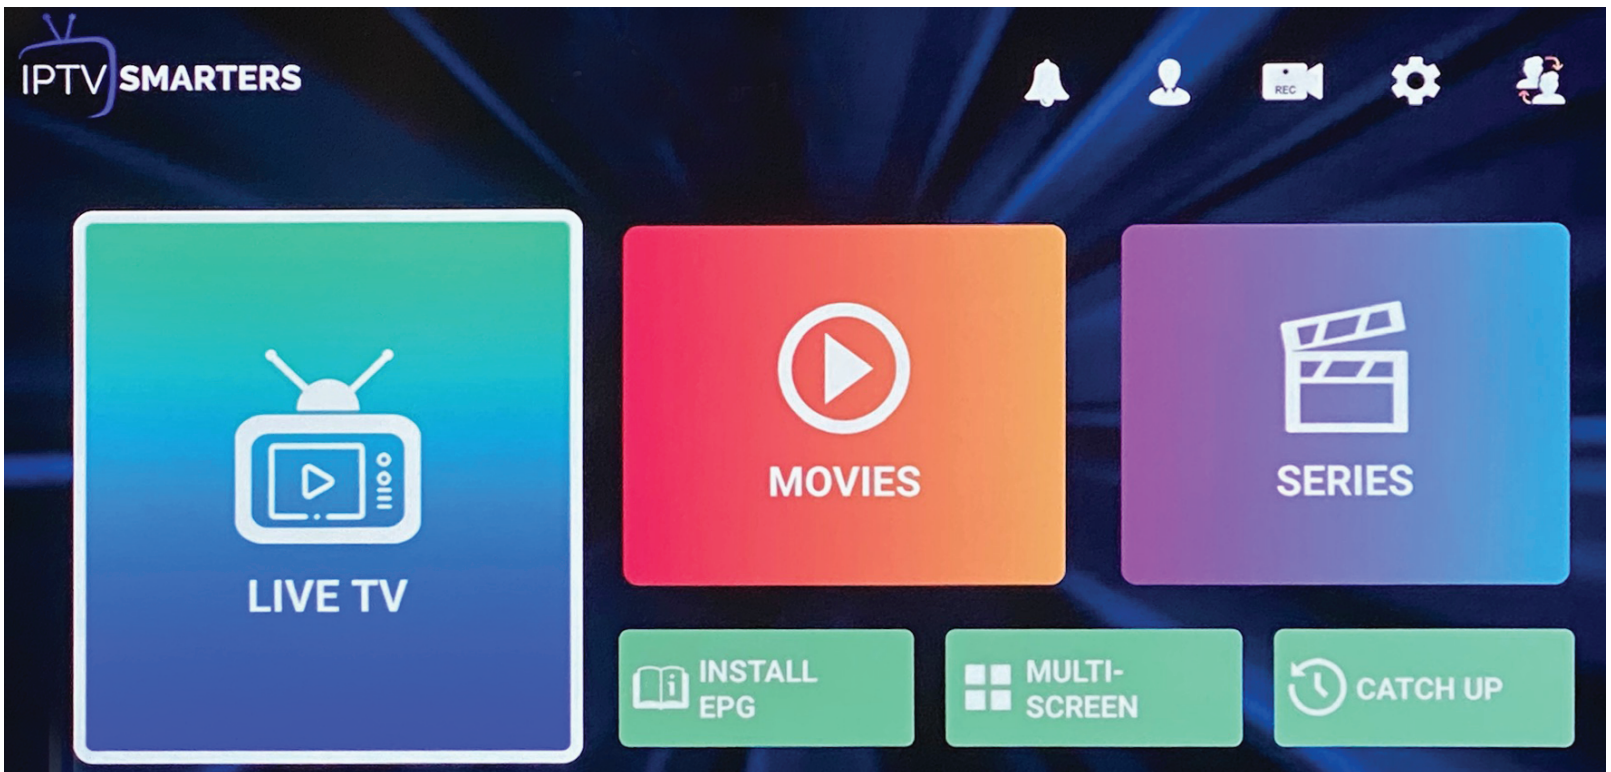 IPTV SMARTERS
REC
LIVE TV
MOVIES
SERIES
INSTALL
EPG
MULTI-
SCREEN
CATCH UP